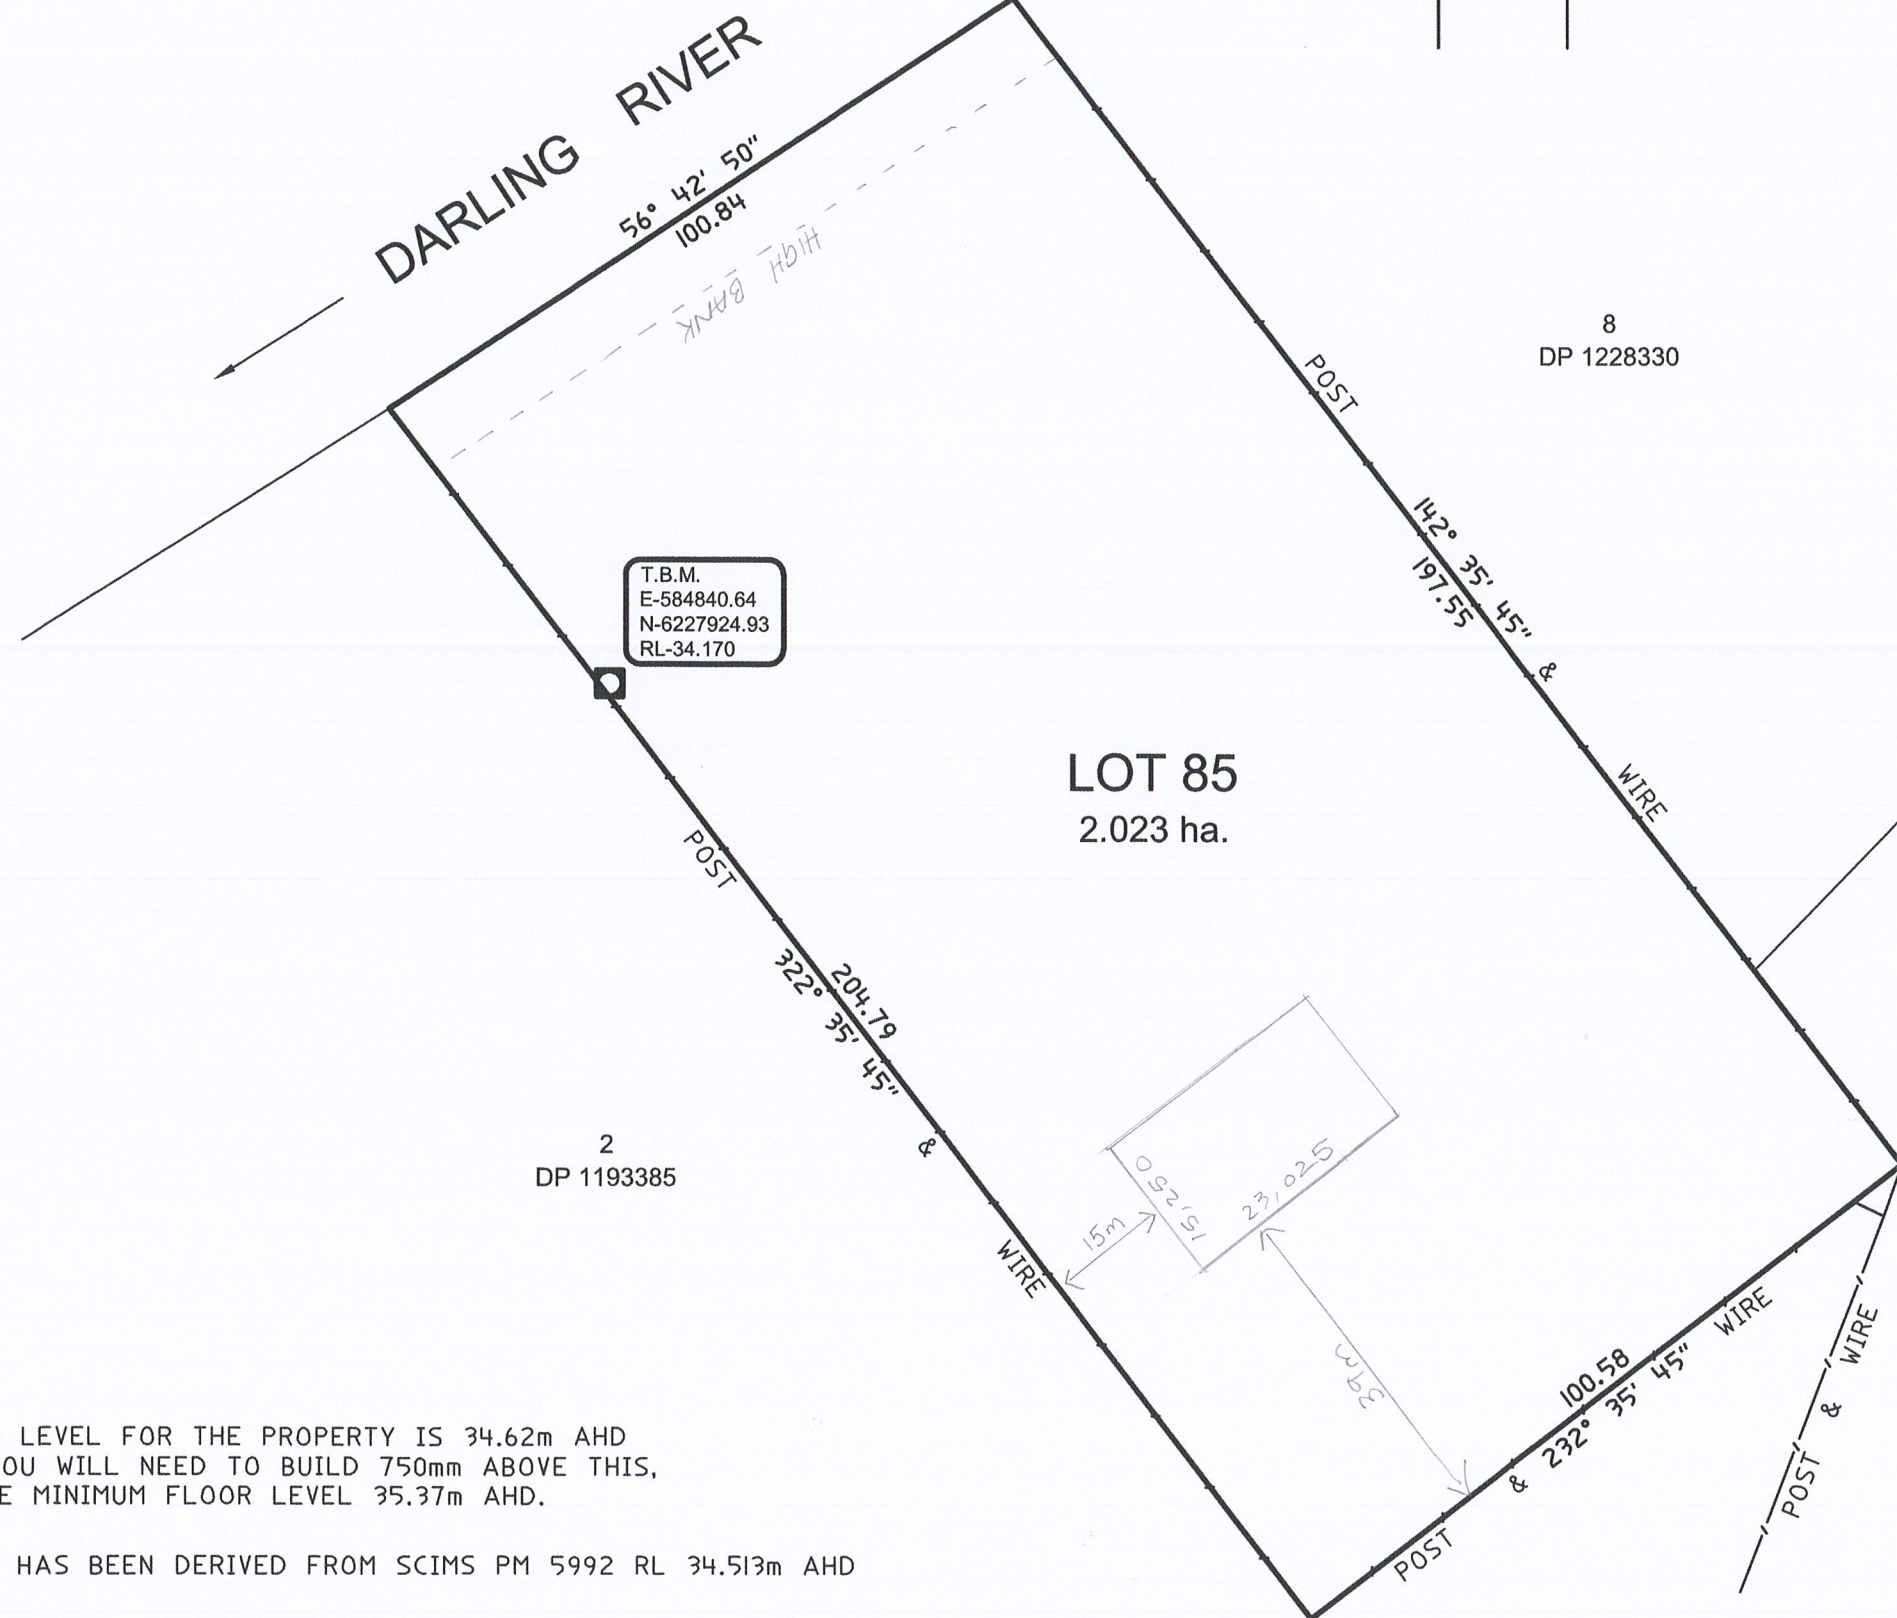 DARLING RIVER
56° 42' 50"
100.84
HIGH BANK
8
DP 1228330
POST
142° 35' 45"
197.55
&
WIRE
T.B.M.
E-584840.64
N-6227924.93
RL-34.170
LOT 85
2.023 ha.
POST
204.79
322° 35' 45"
&
WIRE
2
DP 1193385
15,250
23,025
15m
39m
100.58
232° 35' 45"
WIRE
&
POST
WIRE
&
POST
LEVEL FOR THE PROPERTY IS 34.62m AHD
OU WILL NEED TO BUILD 750mm ABOVE THIS,
E MINIMUM FLOOR LEVEL 35.37m AHD.
HAS BEEN DERIVED FROM SCIMS PM 5992 RL 34.513m AHD